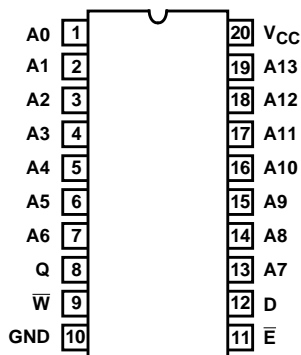 A0 1 20 VCC
A1 2 19 A13
A2 3 18 A12
A3 4 17 A11
A4 5 16 A10
A5 6 15 A9
A6 7 14 A8
Q 8 13 A7
W̅ 9 12 D
GND 10 11 E̅